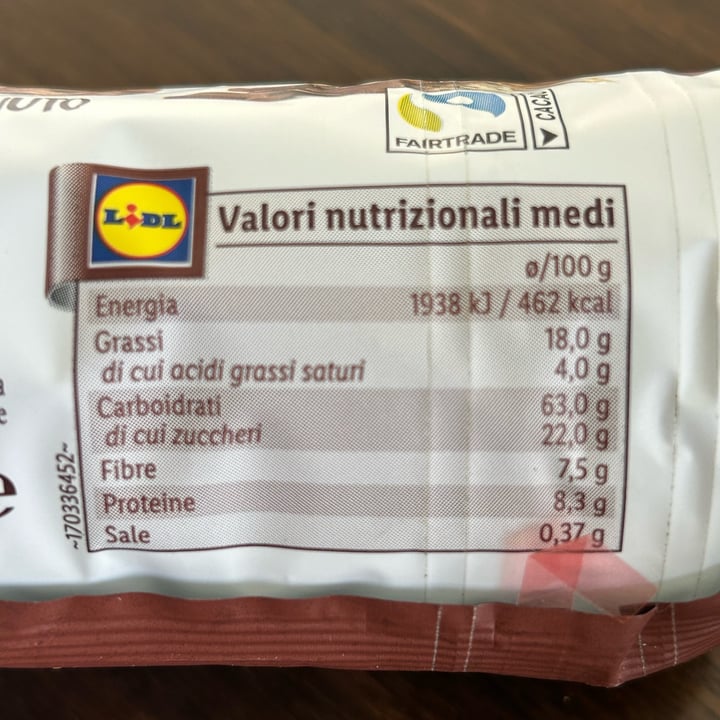 FAIRTRADE
CACA
LIDL
Valori nutrizionali medi
ø/100 g
Energia 1938 kJ / 462 kcal
Grassi 18,0 g
di cui acidi grassi saturi 4,0 g
Carboidrati 63,0 g
di cui zuccheri 22,0 g
Fibre 7,5 g
Proteine 8,3 g
Sale 0,37 g
~170336452~